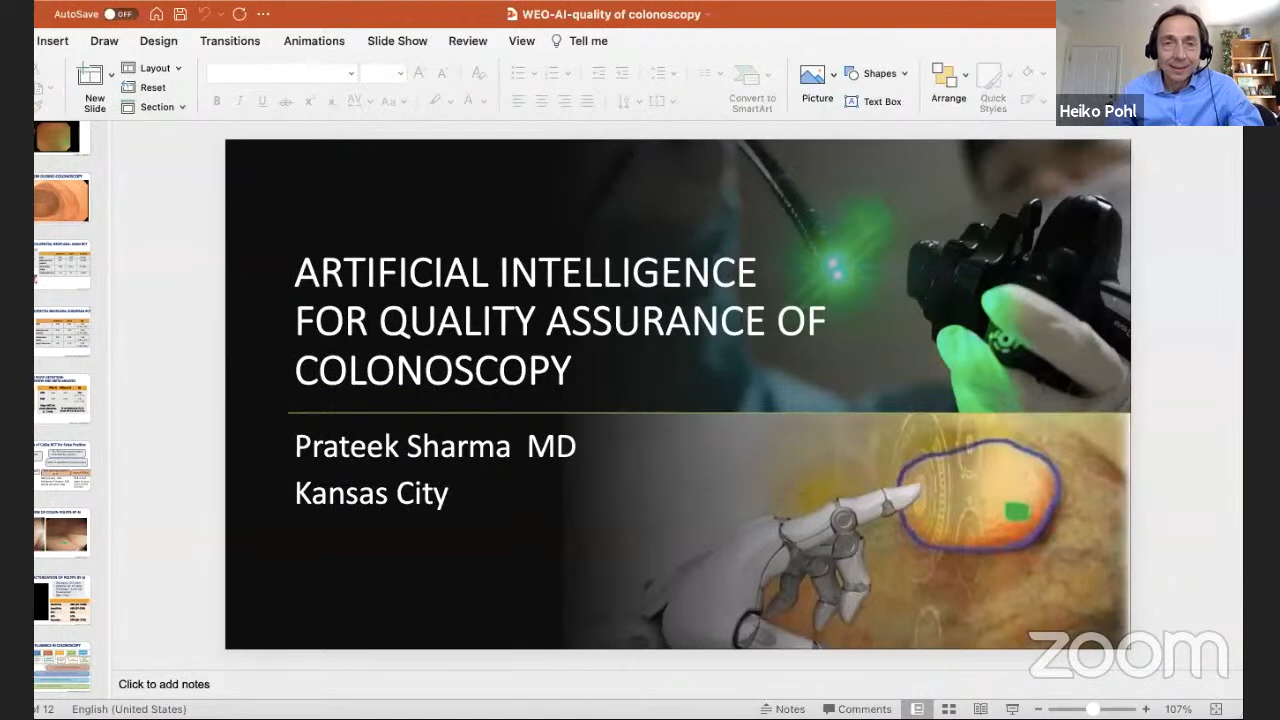 AutoSave OFF
WEO-AI-quality of colonoscopy
Insert Draw Design Transitions Animations Slide Show Review View Tell me
New Slide
Layout
Reset
Section
B I U ab
Convert to SmartArt
Picture
Shapes
Text Box
Arrange
Quick Styles
Heiko Pohl
ARTIFICIAL INTELLIGENCE
FOR QUALITY ASSURANCE OF
COLONOSCOPY
Prateek Sharma, MD
Kansas City
zoom
Click to add notes
of 12 English (United States) Notes Comments 107%